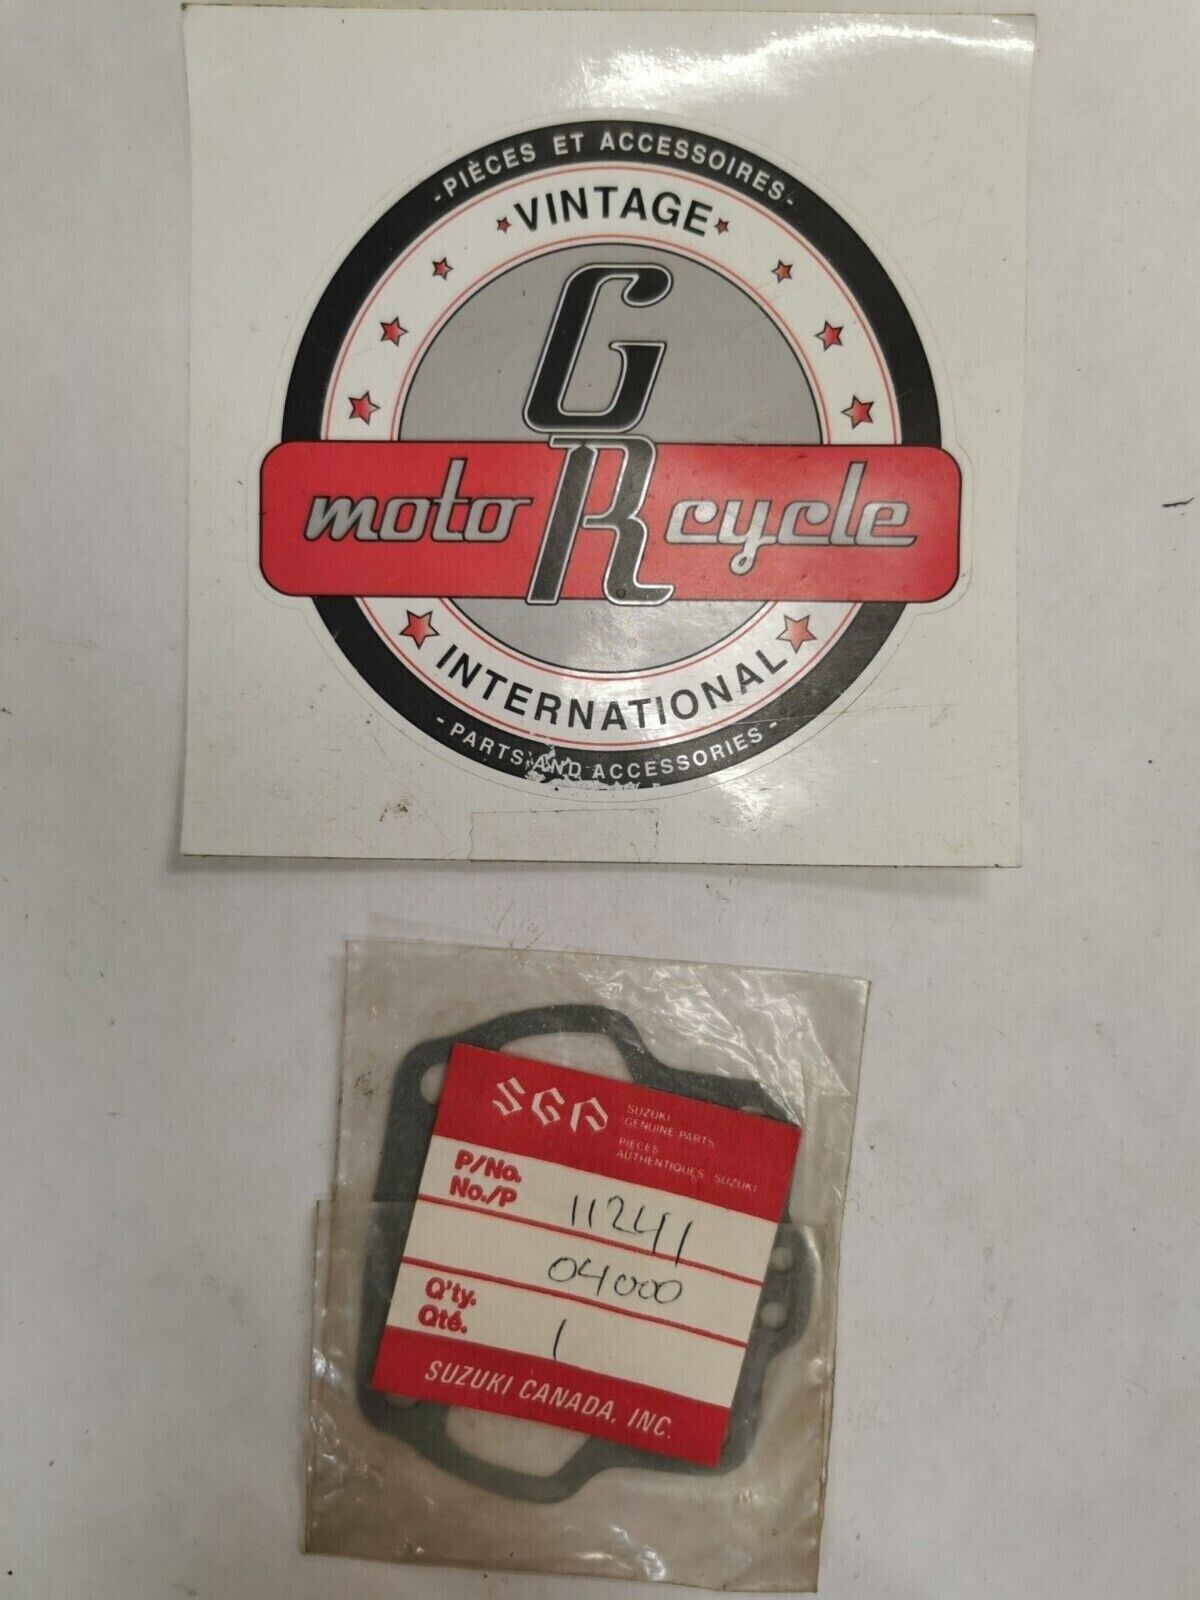 -PIÈCES ET ACCESSOIRES-
VINTAGE
GR
moto cycle
INTERNATIONAL
- PARTS AND ACCESSORIES -
SGP
SUZUKI
GENUINE PARTS
PIÈCES
AUTHENTIQUES SUZUKI
P/No.
No./P
11241
04000
Q'ty.
Qté.
1
SUZUKI CANADA, INC.